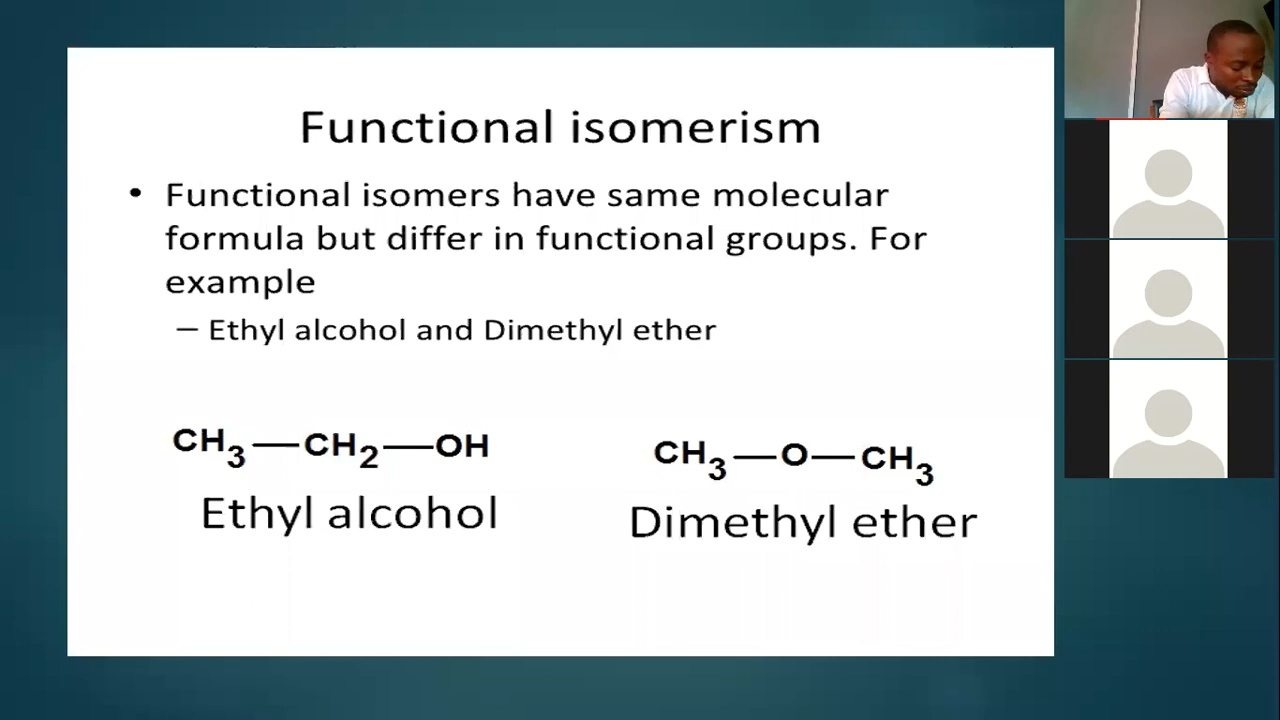 Functional isomerism
• Functional isomers have same molecular
formula but differ in functional groups. For
example
– Ethyl alcohol and Dimethyl ether
CH3—CH2—OH
Ethyl alcohol
CH3—O—CH3
Dimethyl ether